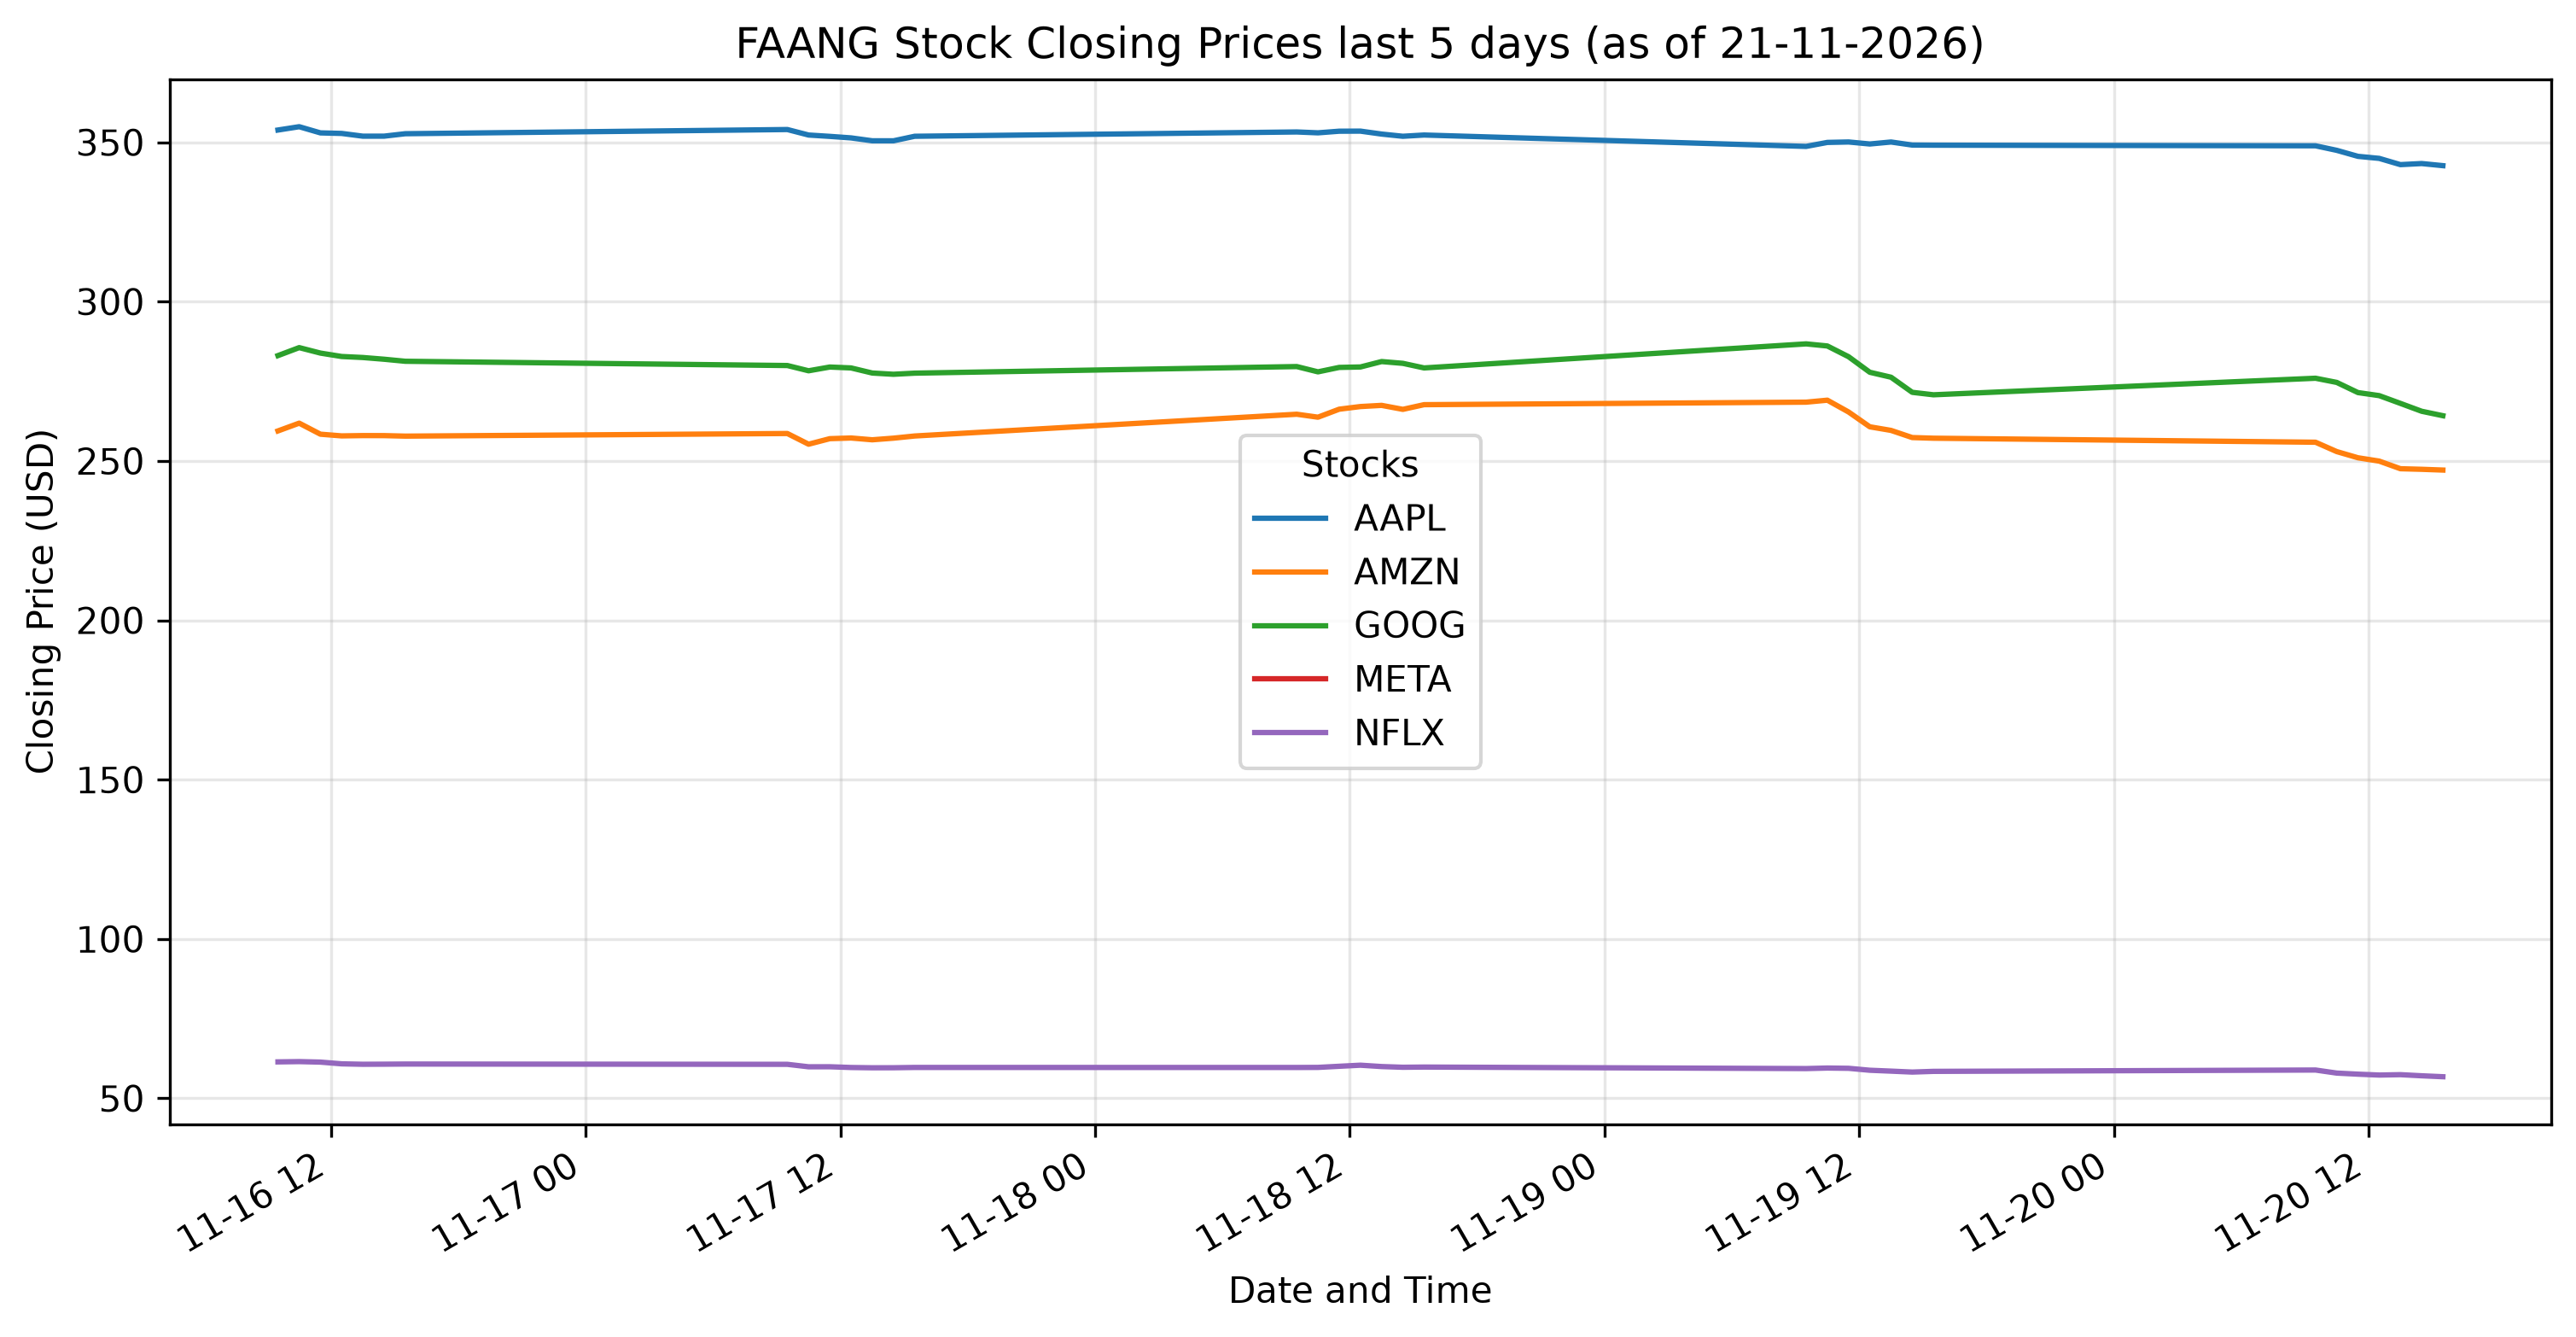 FAANG Stock Closing Prices last 5 days (as of 21-11-2026)
Closing Price (USD)
350
300
250
200
150
100
50
Stocks
AAPL
AMZN
GOOG
META
NFLX
11-16 12
11-17 00
11-17 12
11-18 00
11-18 12
11-19 00
11-19 12
11-20 00
11-20 12
Date and Time